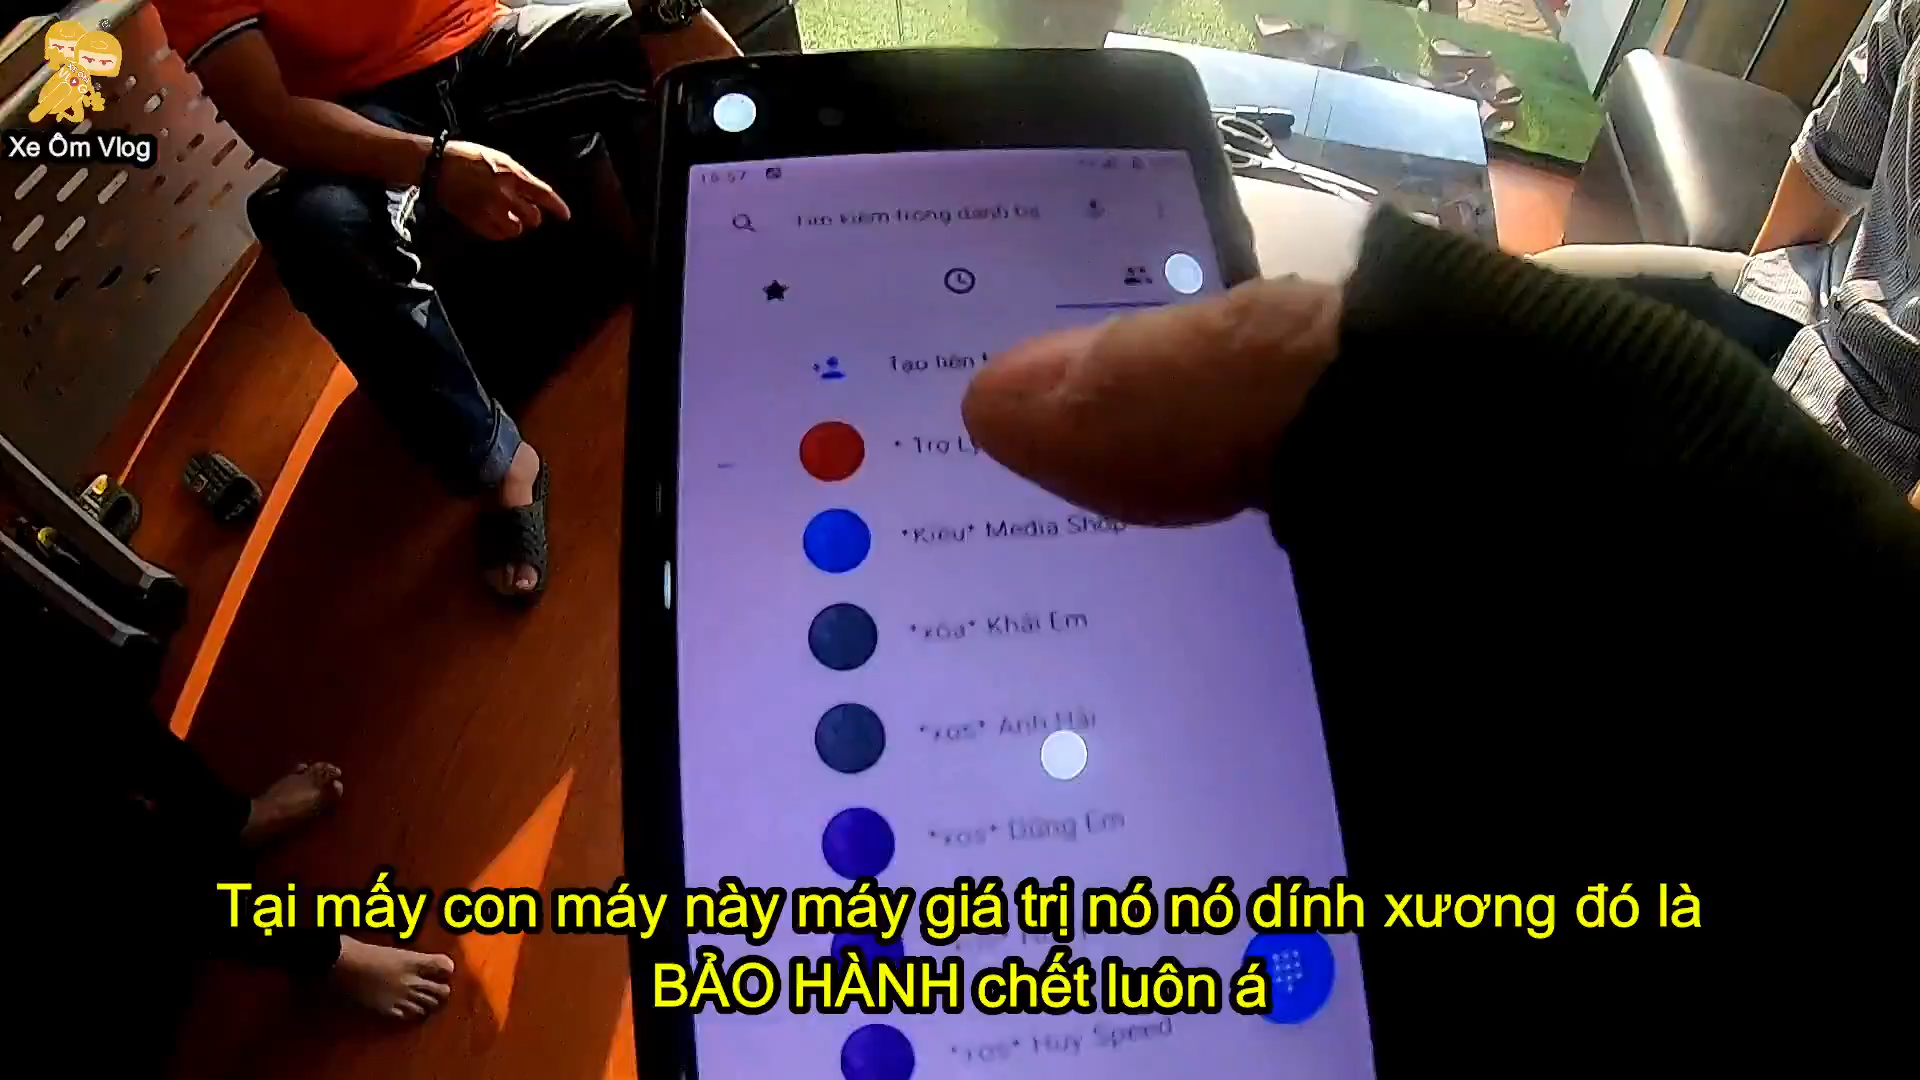 Xe Ôm Vlog
16:57
Tìm kiếm trong danh bạ
Tạo liên
* Trợ Lý
*Kiều* Media Shop
*xóa* Khải Em
*xos* Anh Hải
*xos* Dũng Em
*xos* Huy Speed
Tại mấy con máy này máy giá trị nó nó dính xương đó là
BẢO HÀNH chết luôn á